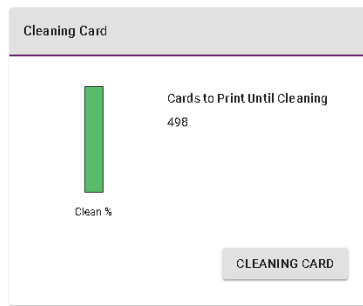 Cleaning Card
Cards to Print Until Cleaning
498
Clean %
CLEANING CARD